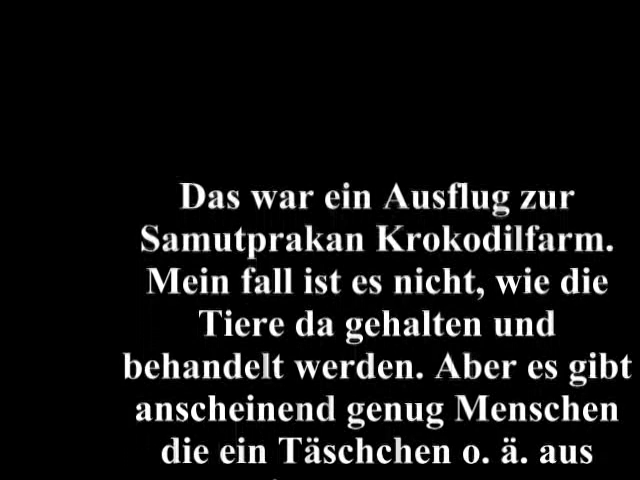 Das war ein Ausflug zur
Samutprakan Krokodilfarm.
Mein fall ist es nicht, wie die
Tiere da gehalten und
behandelt werden. Aber es gibt
anscheinend genug Menschen
die ein Täschchen o. ä. aus